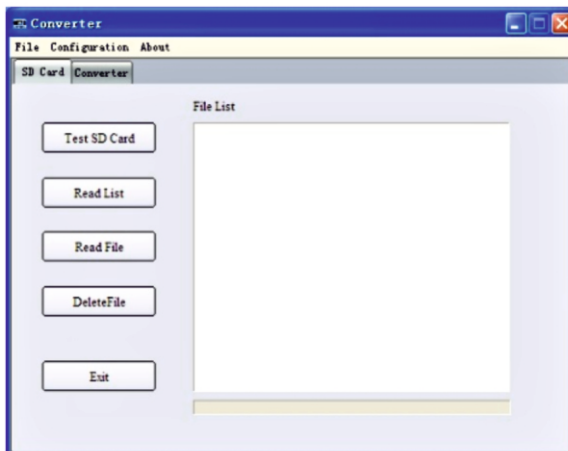 Converter
File Configuration About
SD Card Converter
File List
Test SD Card
Read List
Read File
DeleteFile
Exit